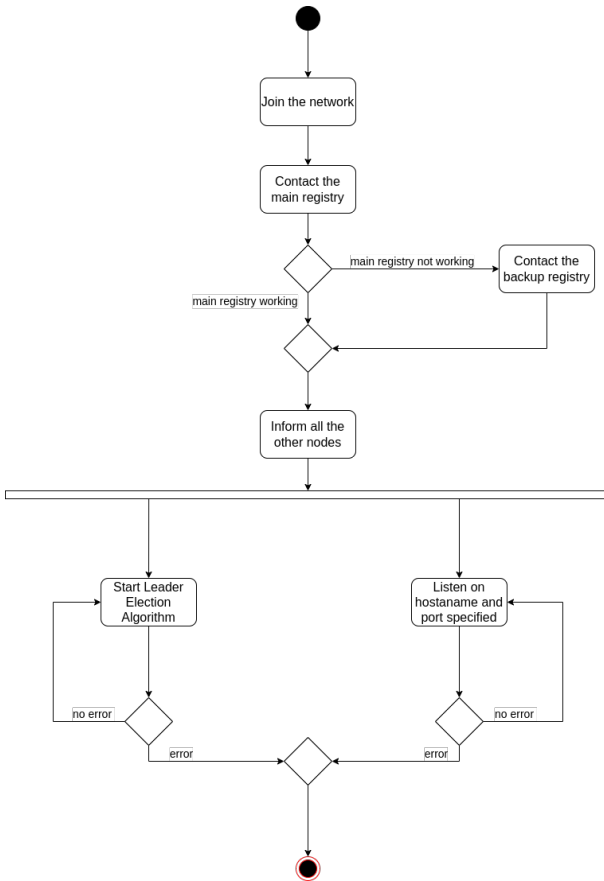 Join the network
Contact the
main registry
main registry not working
Contact the
backup registry
main registry working
Inform all the
other nodes
Start Leader
Election
Algorithm
Listen on
hostaname and
port specified
no error
no error
error
error